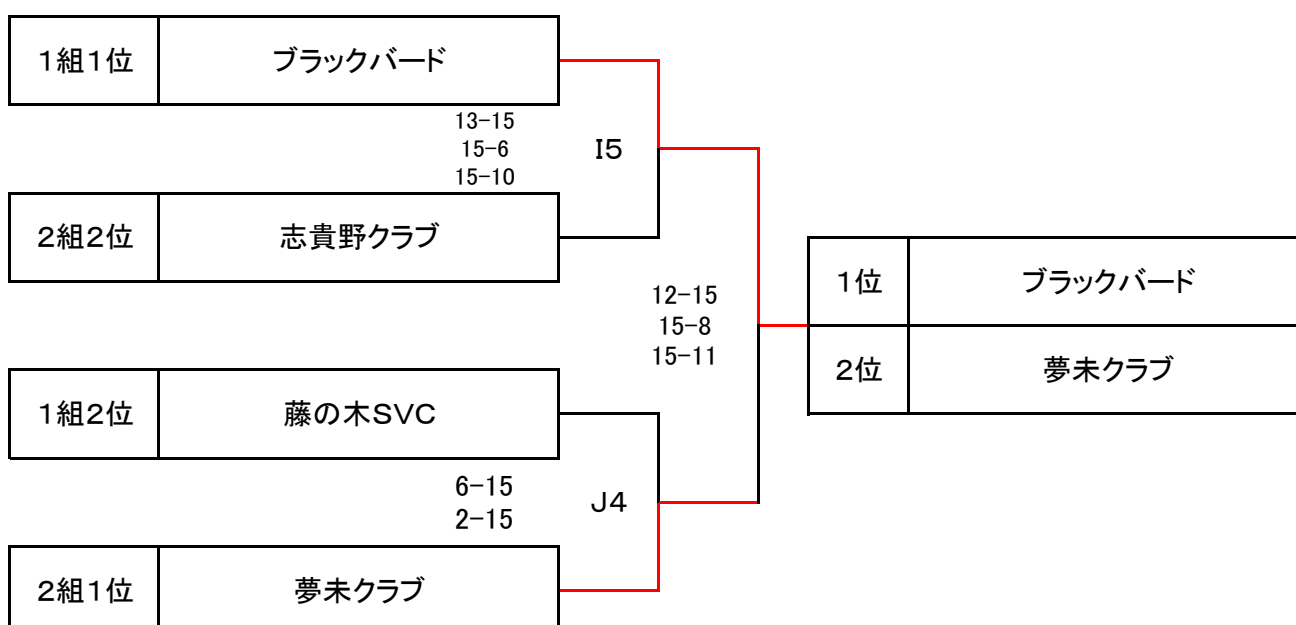 １組１位 ブラックバード
13-15
15-6
15-10
I5
２組２位 志貴野クラブ
12-15
15-8
15-11
１位 ブラックバード
２位 夢未クラブ
１組２位 藤の木SVC
6-15
2-15
J4
２組１位 夢未クラブ